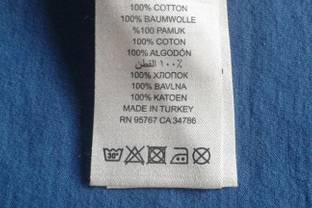 100% COTTON
100% BAUMWOLLE
%100 PAMUK
100% COTON
100% ALGODÓN
٪١٠٠ القطن
100% ХЛОПОК
100% BAVLNA
100% KATOEN
MADE IN TURKEY
RN 95767 CA 34786
30°